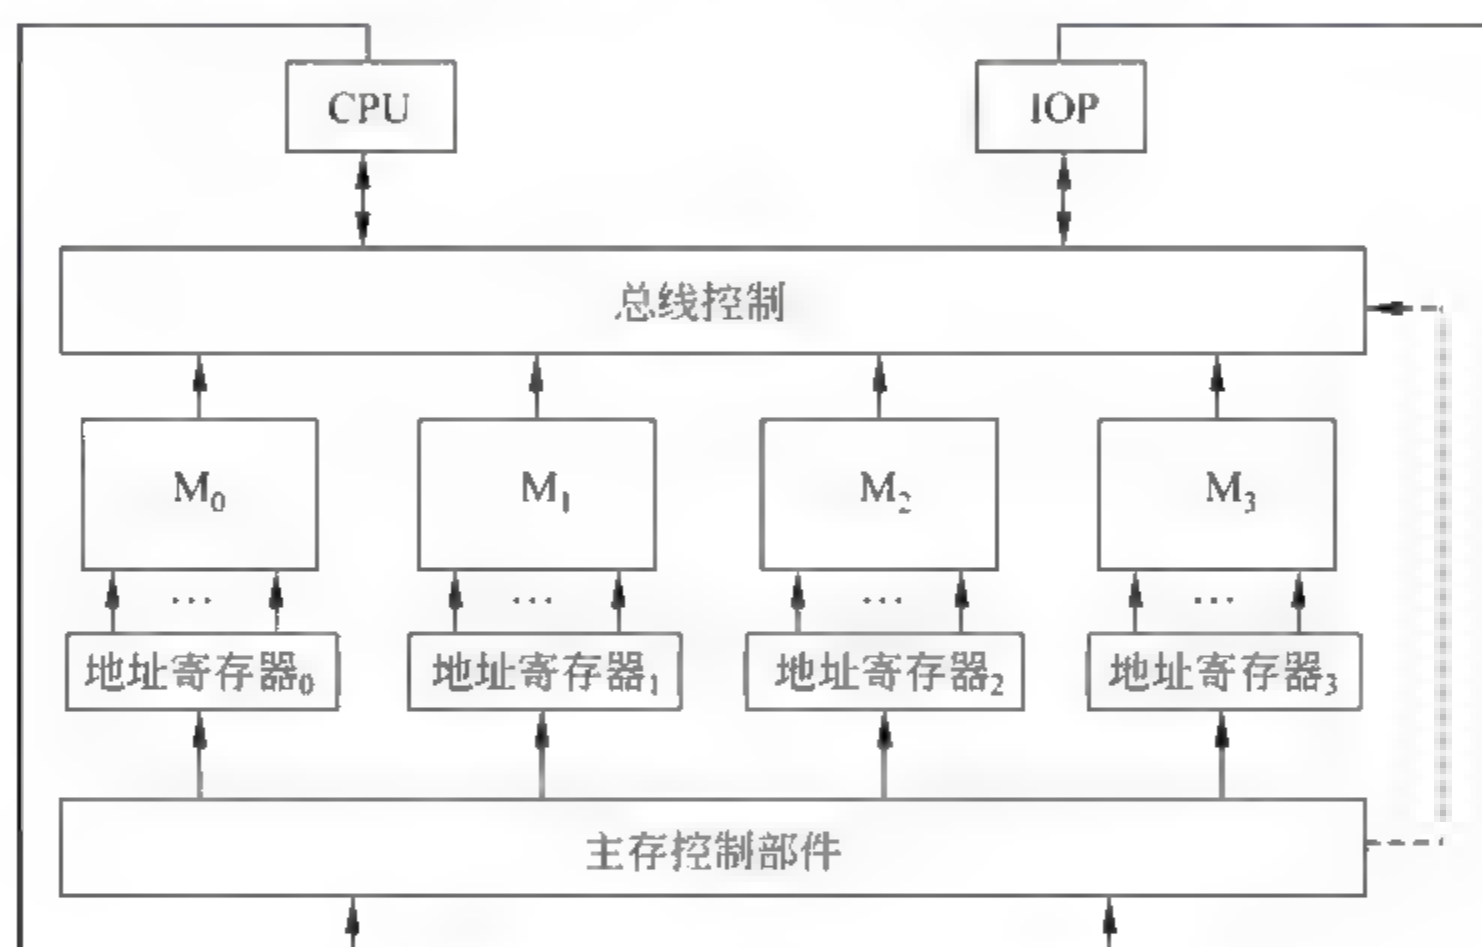 CPU
IOP
总线控制
M₀
M₁
M₂
M₃
…
…
…
…
地址寄存器₀
地址寄存器₁
地址寄存器₂
地址寄存器₃
主存控制部件